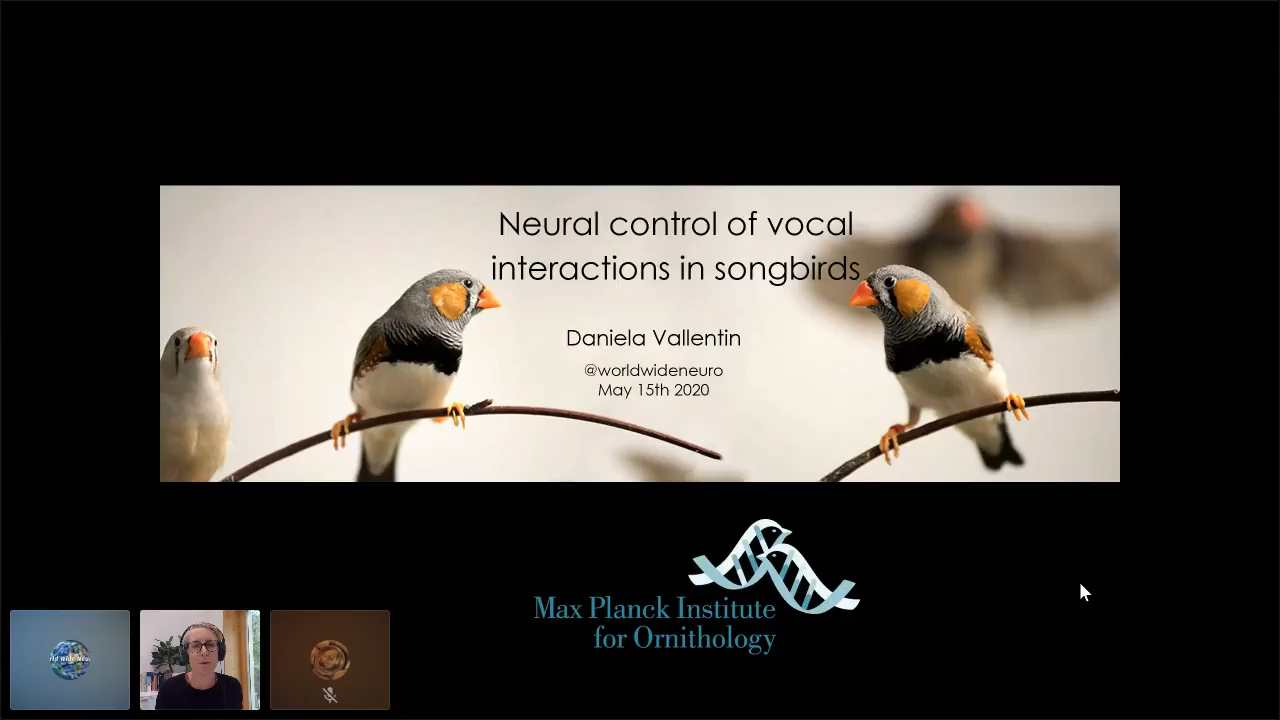 Neural control of vocal
interactions in songbirds
Daniela Vallentin
@worldwideneuro
May 15th 2020
Max Planck Institute
for Ornithology